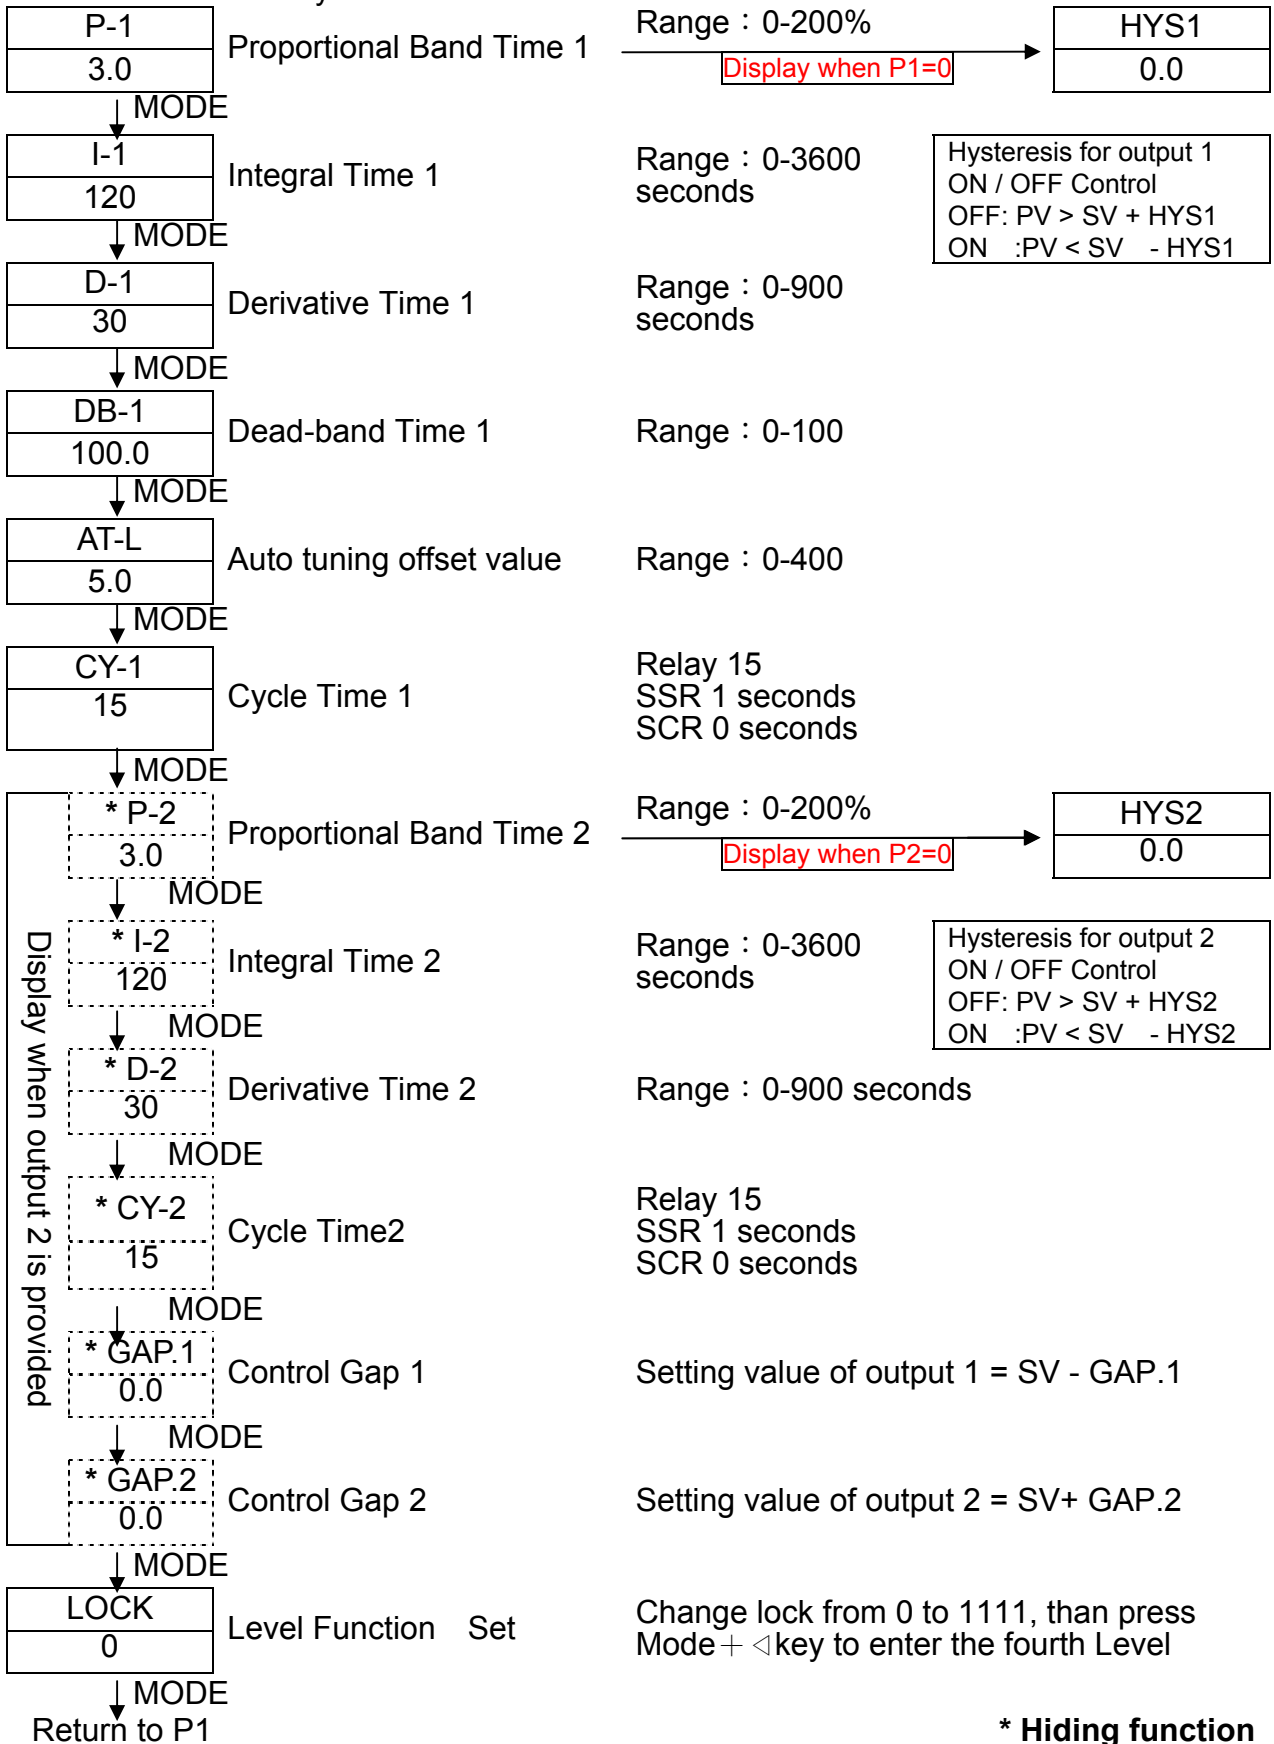 P-1
3.0
Proportional Band Time 1
Range：0-200%
Display when P1=0
HYS1
0.0
MODE
I-1
120
Integral Time 1
Range：0-3600
seconds
Hysteresis for output 1
ON / OFF Control
OFF: PV > SV + HYS1
ON :PV < SV - HYS1
MODE
D-1
30
Derivative Time 1
Range：0-900
seconds
MODE
DB-1
100.0
Dead-band Time 1
Range：0-100
MODE
AT-L
5.0
Auto tuning offset value
Range：0-400
MODE
CY-1
15
Cycle Time 1
Relay 15
SSR 1 seconds
SCR 0 seconds
MODE
Display when output 2 is provided
* P-2
3.0
Proportional Band Time 2
Range：0-200%
Display when P2=0
HYS2
0.0
MODE
* I-2
120
Integral Time 2
Range：0-3600
seconds
Hysteresis for output 2
ON / OFF Control
OFF: PV > SV + HYS2
ON :PV < SV - HYS2
MODE
* D-2
30
Derivative Time 2
Range：0-900 seconds
MODE
* CY-2
15
Cycle Time2
Relay 15
SSR 1 seconds
SCR 0 seconds
MODE
* GAP.1
0.0
Control Gap 1
Setting value of output 1 = SV - GAP.1
MODE
* GAP.2
0.0
Control Gap 2
Setting value of output 2 = SV+ GAP.2
MODE
LOCK
0
Level Function Set
Change lock from 0 to 1111, than press
Mode＋◁key to enter the fourth Level
MODE
Return to P1
* Hiding function